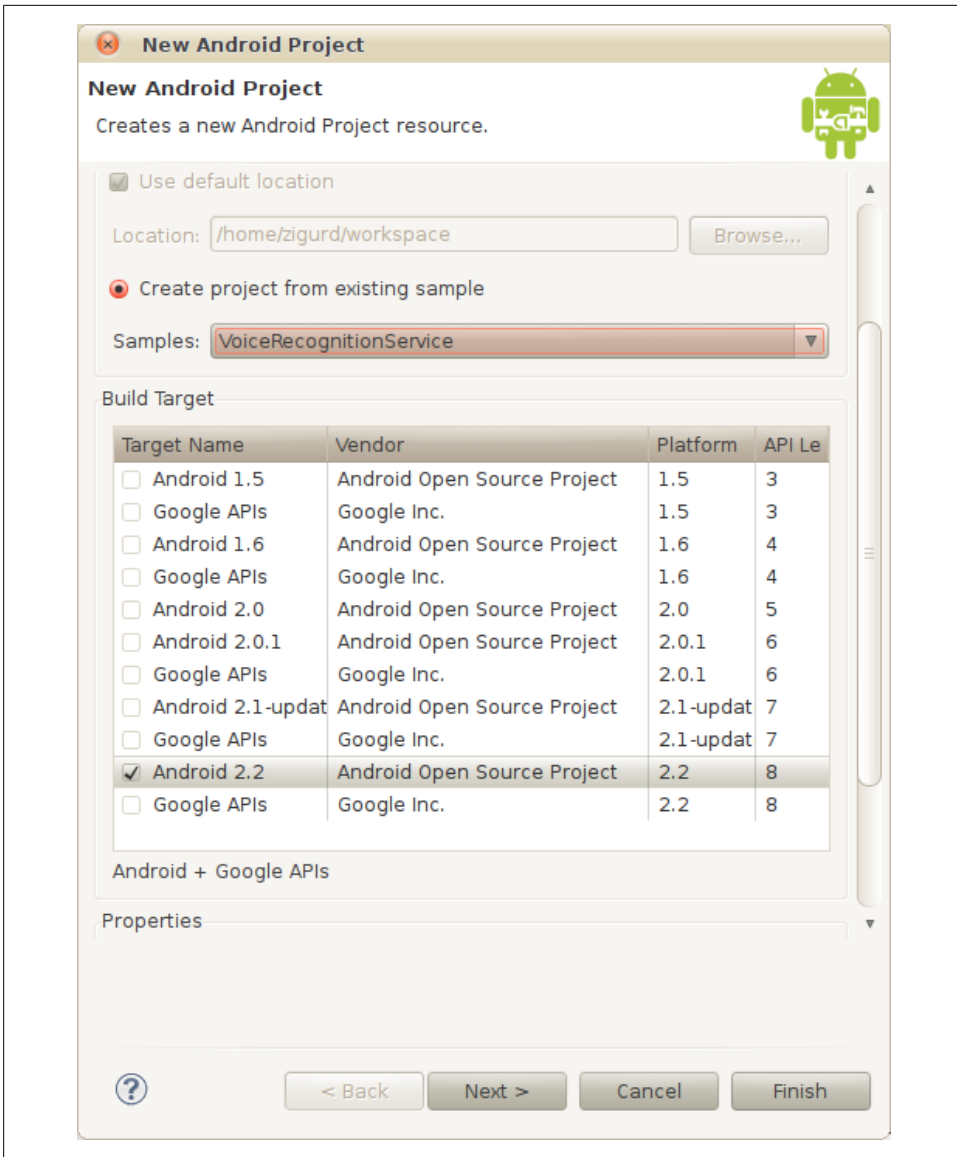 New Android Project
New Android Project
Creates a new Android Project resource.
Use default location
Location: /home/zigurd/workspace Browse...
Create project from existing sample
Samples: VoiceRecognitionService
Build Target
Target Name Vendor Platform API Le
Android 1.5 Android Open Source Project 1.5 3
Google APIs Google Inc. 1.5 3
Android 1.6 Android Open Source Project 1.6 4
Google APIs Google Inc. 1.6 4
Android 2.0 Android Open Source Project 2.0 5
Android 2.0.1 Android Open Source Project 2.0.1 6
Google APIs Google Inc. 2.0.1 6
Android 2.1-updat Android Open Source Project 2.1-updat 7
Google APIs Google Inc. 2.1-updat 7
Android 2.2 Android Open Source Project 2.2 8
Google APIs Google Inc. 2.2 8
Android + Google APIs
Properties
? < Back Next > Cancel Finish